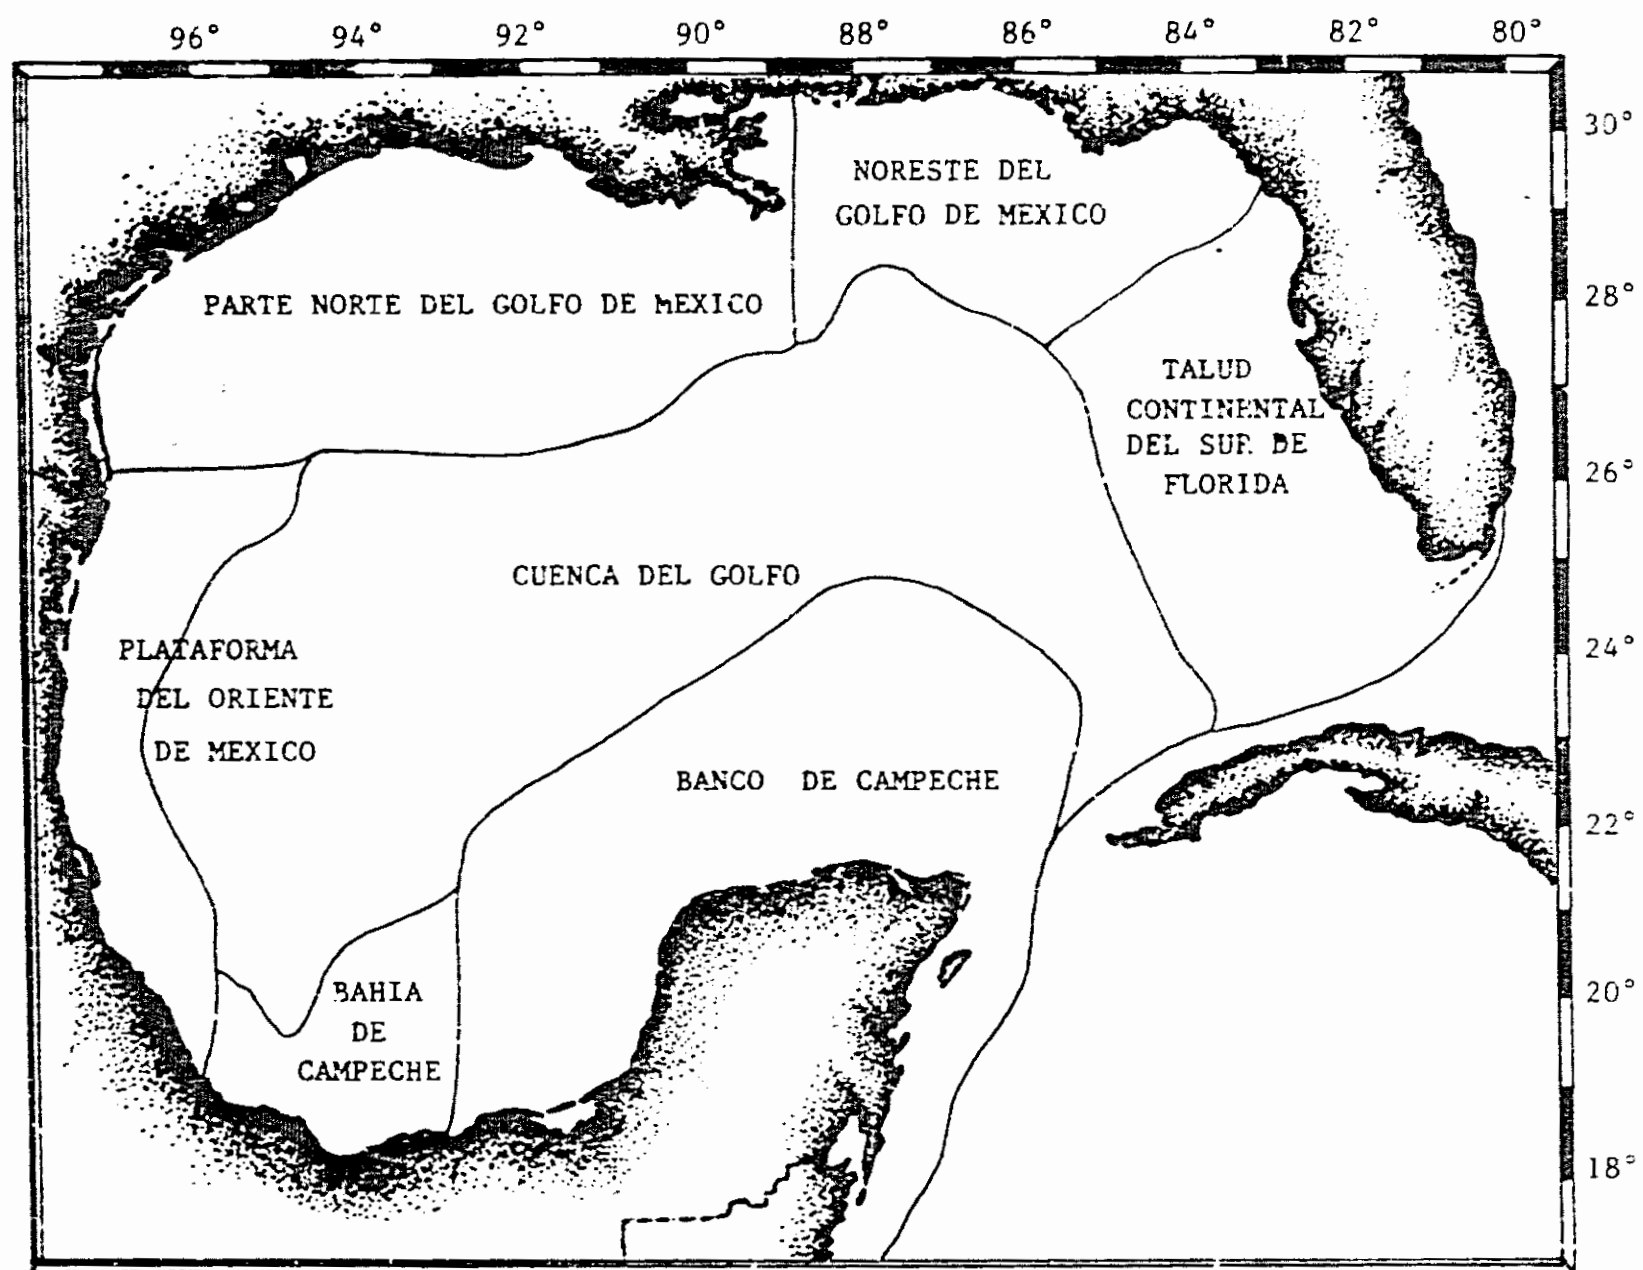 96° 94° 92° 90° 88° 86° 84° 82° 80°
30°
NORESTE DEL
GOLFO DE MEXICO
28°
PARTE NORTE DEL GOLFO DE MEXICO
TALUD
CONTINENTAL
DEL SUR DE
FLORIDA
26°
CUENCA DEL GOLFO
24°
PLATAFORMA
DEL ORIENTE
DE MEXICO
BANCO DE CAMPECHE
22°
20°
BAHIA
DE
CAMPECHE
18°